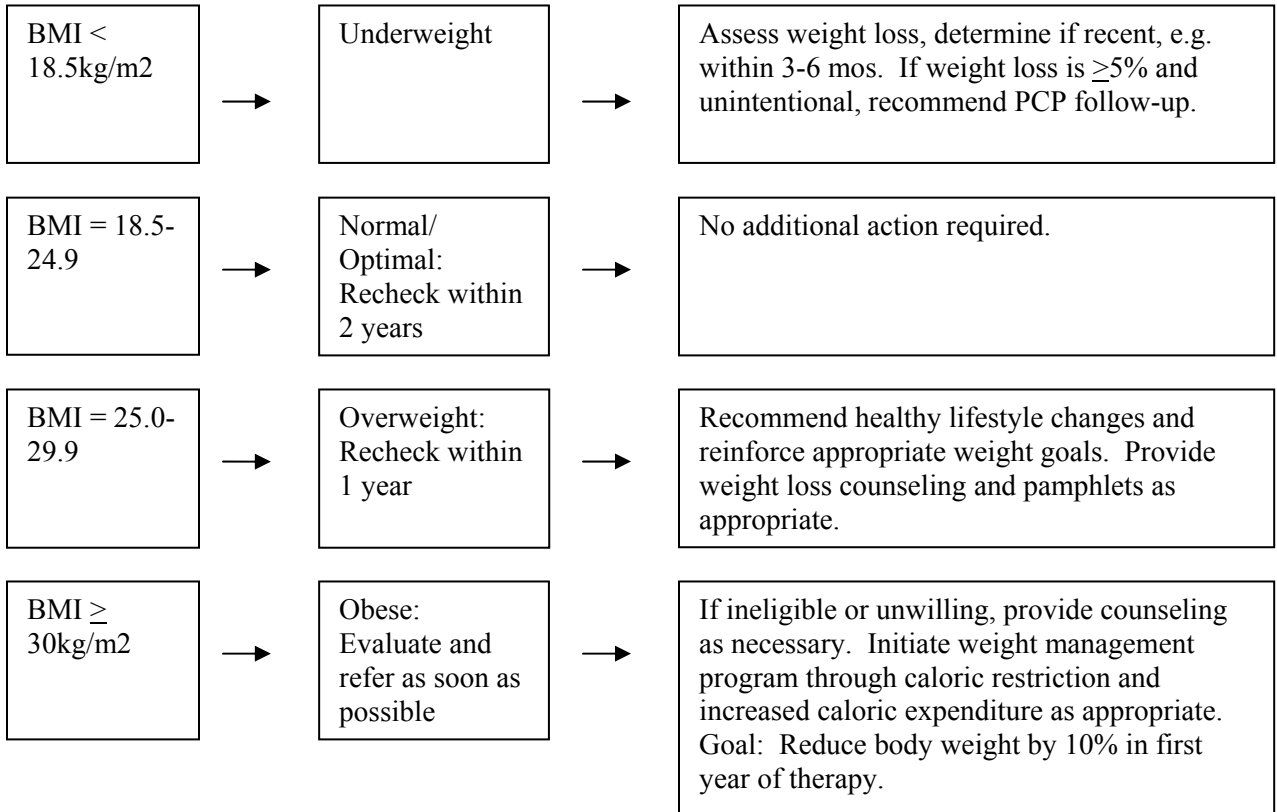 BMI <
18.5kg/m2
Underweight
Assess weight loss, determine if recent, e.g.
within 3-6 mos.  If weight loss is ≥5% and
unintentional, recommend PCP follow-up.
BMI = 18.5-
24.9
Normal/
Optimal:
Recheck within
2 years
No additional action required.
BMI = 25.0-
29.9
Overweight:
Recheck within
1 year
Recommend healthy lifestyle changes and
reinforce appropriate weight goals.  Provide
weight loss counseling and pamphlets as
appropriate.
BMI ≥
30kg/m2
Obese:
Evaluate and
refer as soon as
possible
If ineligible or unwilling, provide counseling
as necessary.  Initiate weight management
program through caloric restriction and
increased caloric expenditure as appropriate.
Goal:  Reduce body weight by 10% in first
year of therapy.